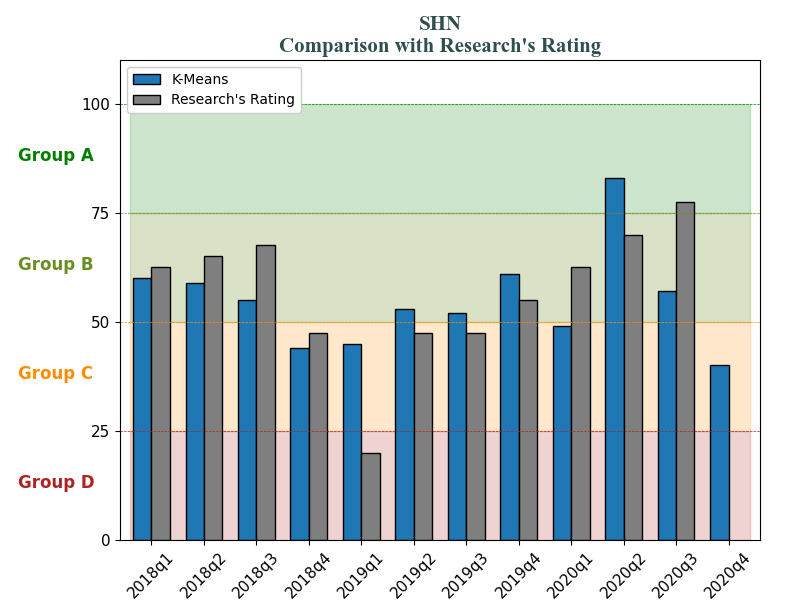 SHN
Comparison with Research's Rating
K-Means
Research's Rating
100
75
50
25
0
Group A
Group B
Group C
Group D
2018q1
2018q2
2018q3
2018q4
2019q1
2019q2
2019q3
2019q4
2020q1
2020q2
2020q3
2020q4